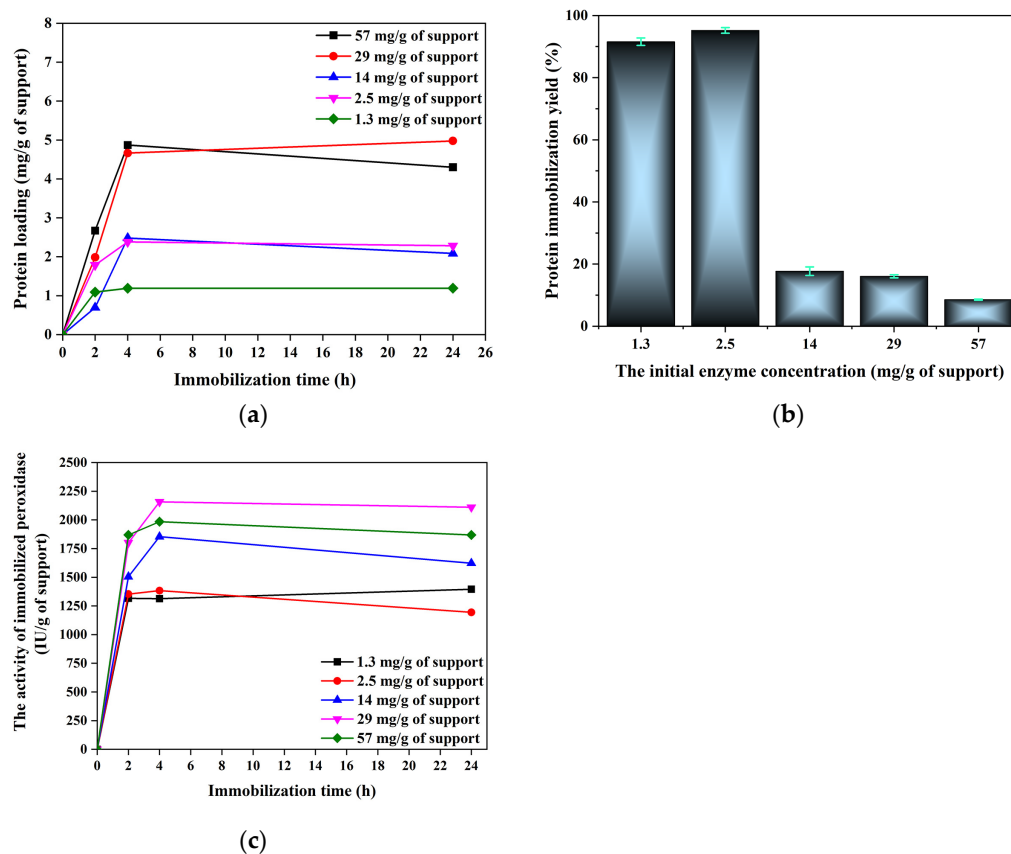 8
7
6
5
4
3
2
1
0
Protein loading (mg/g of support)
57 mg/g of support
29 mg/g of support
14 mg/g of support
2.5 mg/g of support
1.3 mg/g of support
0 2 4 6 8 10 12 14 16 18 20 22 24 26
Immobilization time (h)
(a)
100
80
60
40
20
0
Protein immobilization yield (%)
1.3 2.5 14 29 57
The initial enzyme concentration (mg/g of support)
(b)
2500
2250
2000
1750
1500
1250
1000
750
500
250
0
The activity of immobilized peroxidase
(IU/g of support)
1.3 mg/g of support
2.5 mg/g of support
14 mg/g of support
29 mg/g of support
57 mg/g of support
0 2 4 6 8 10 12 14 16 18 20 22 24
Immobilization time (h)
(c)